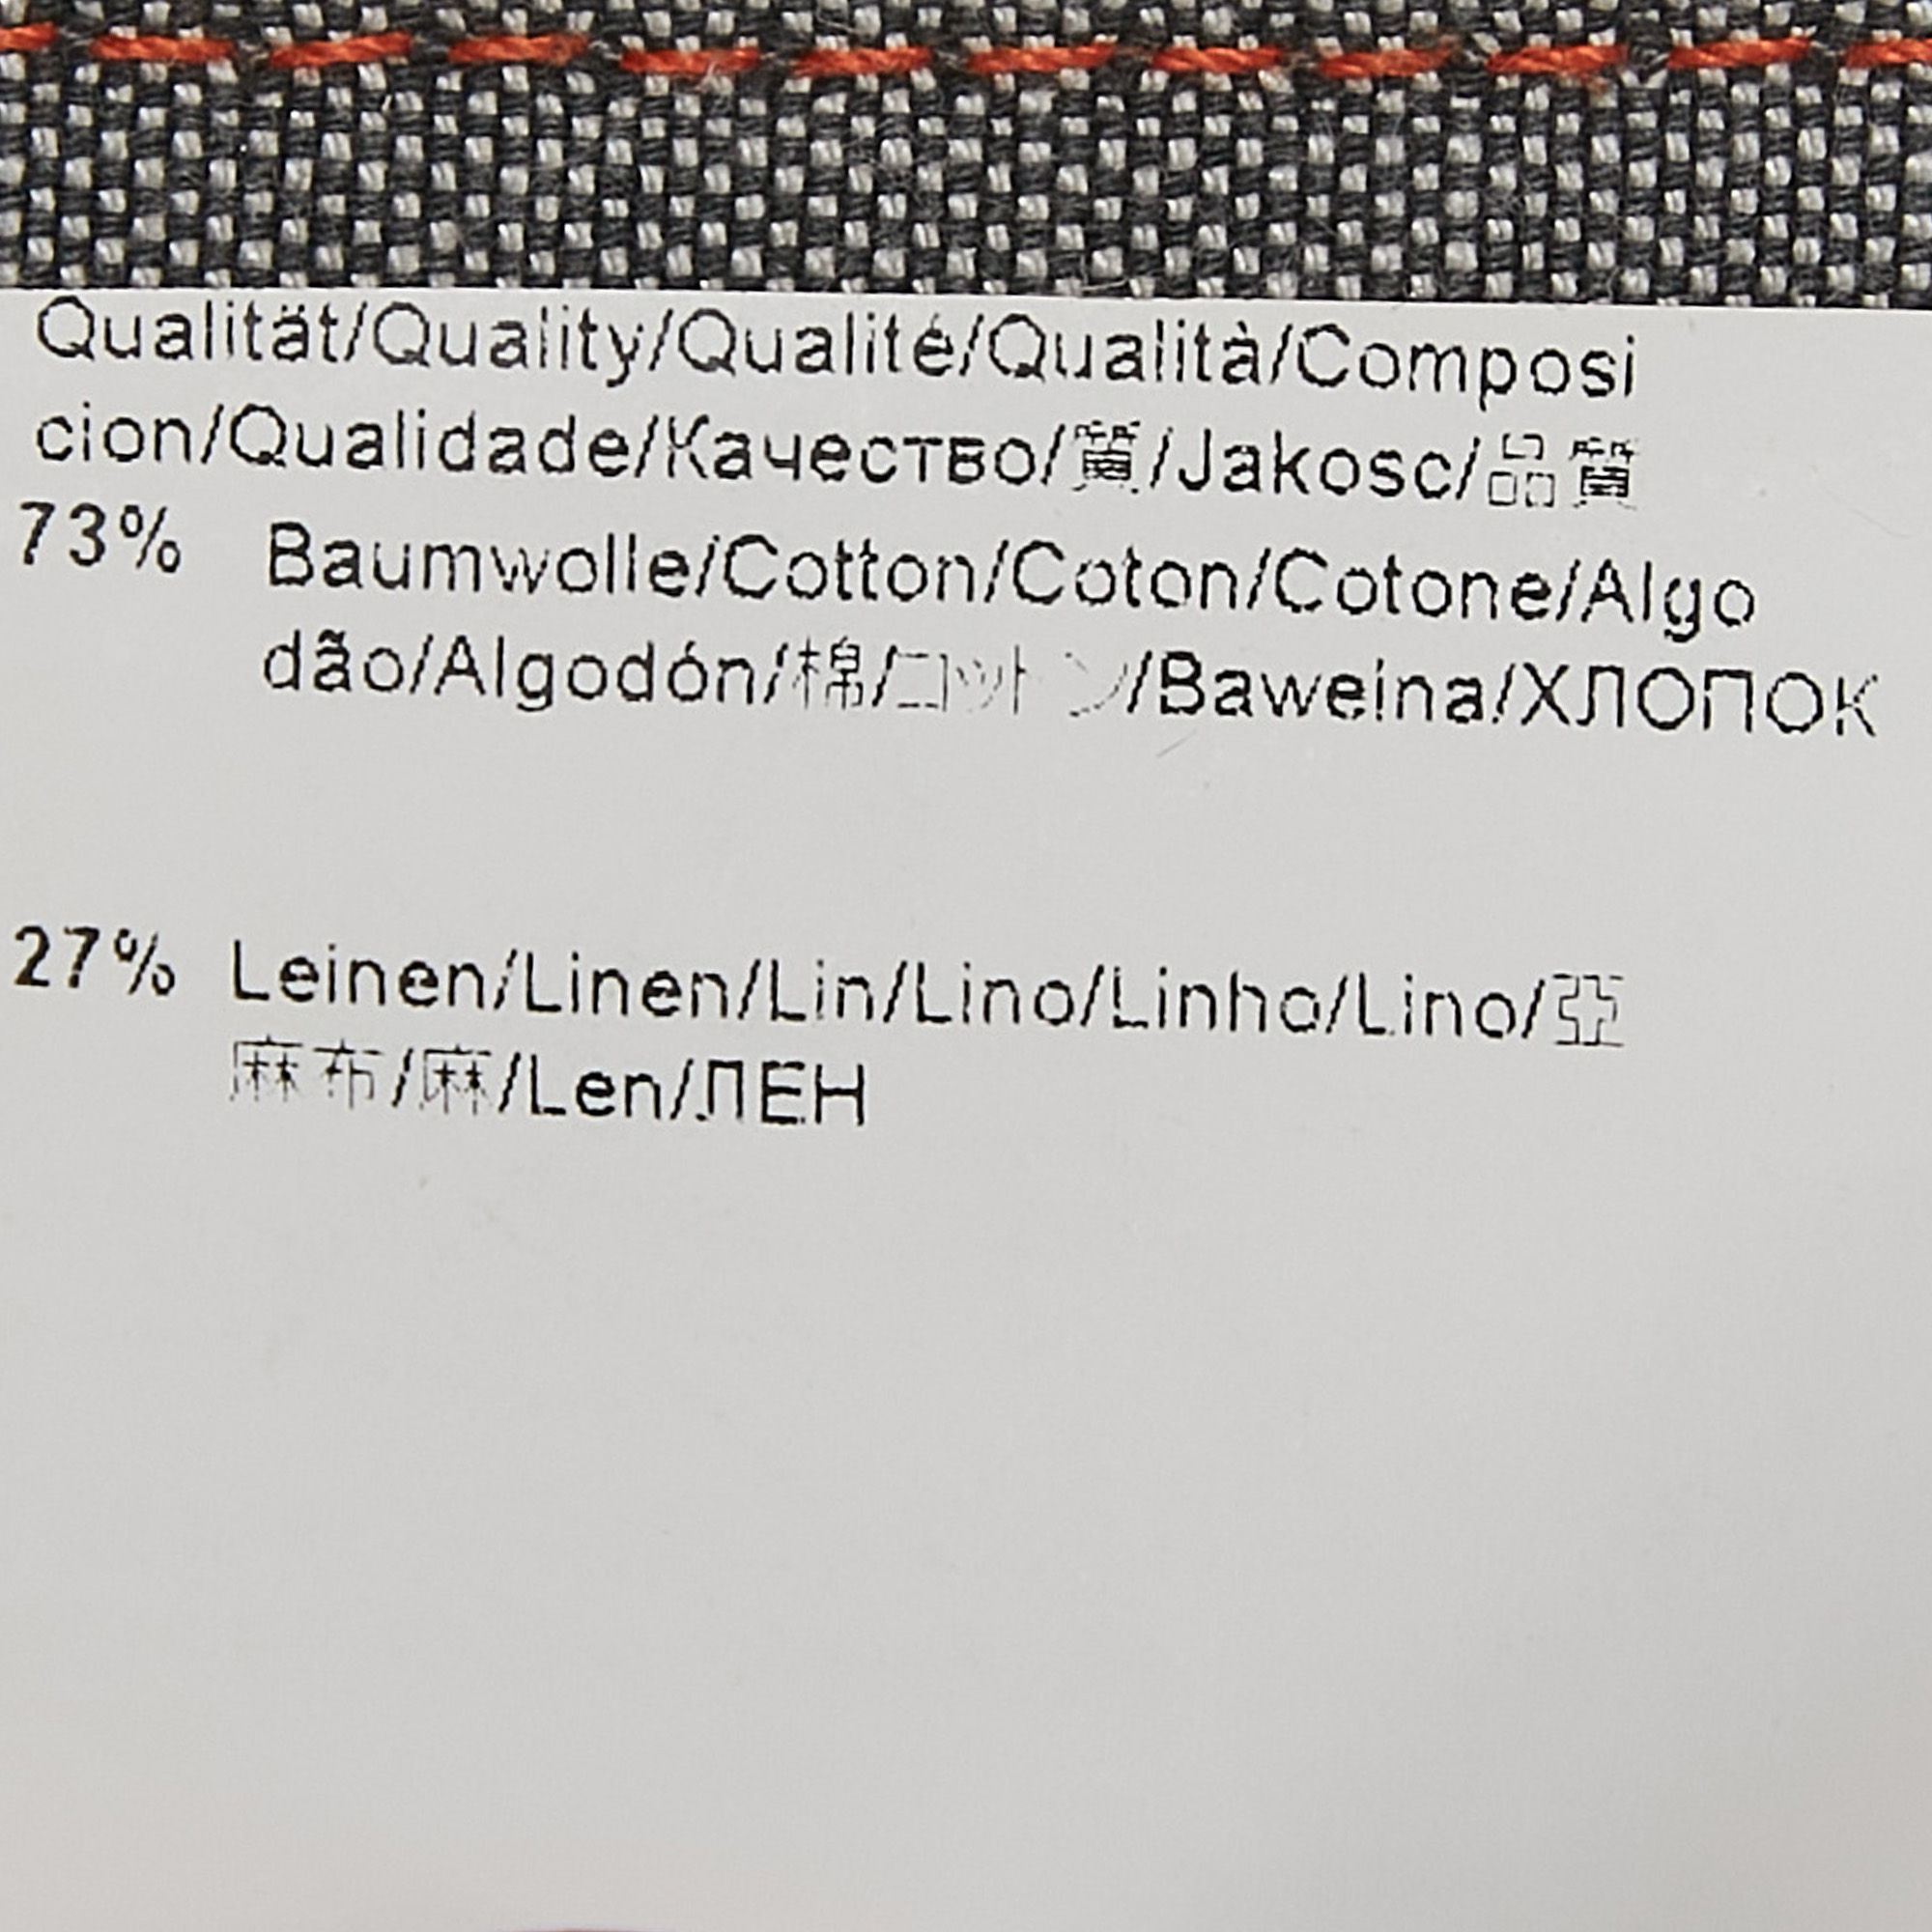 Qualität/Quality/Qualité/Qualità/Composi
cion/Qualidade/Качество/質/Jakosc/品質
73% Baumwolle/Cotton/Coton/Cotone/Algo
dão/Algodón/棉/コットン/Baweina/ХЛОПОК
27% Leinen/Linen/Lin/Lino/Linho/Lino/亞
麻布/麻/Len/ЛЕН